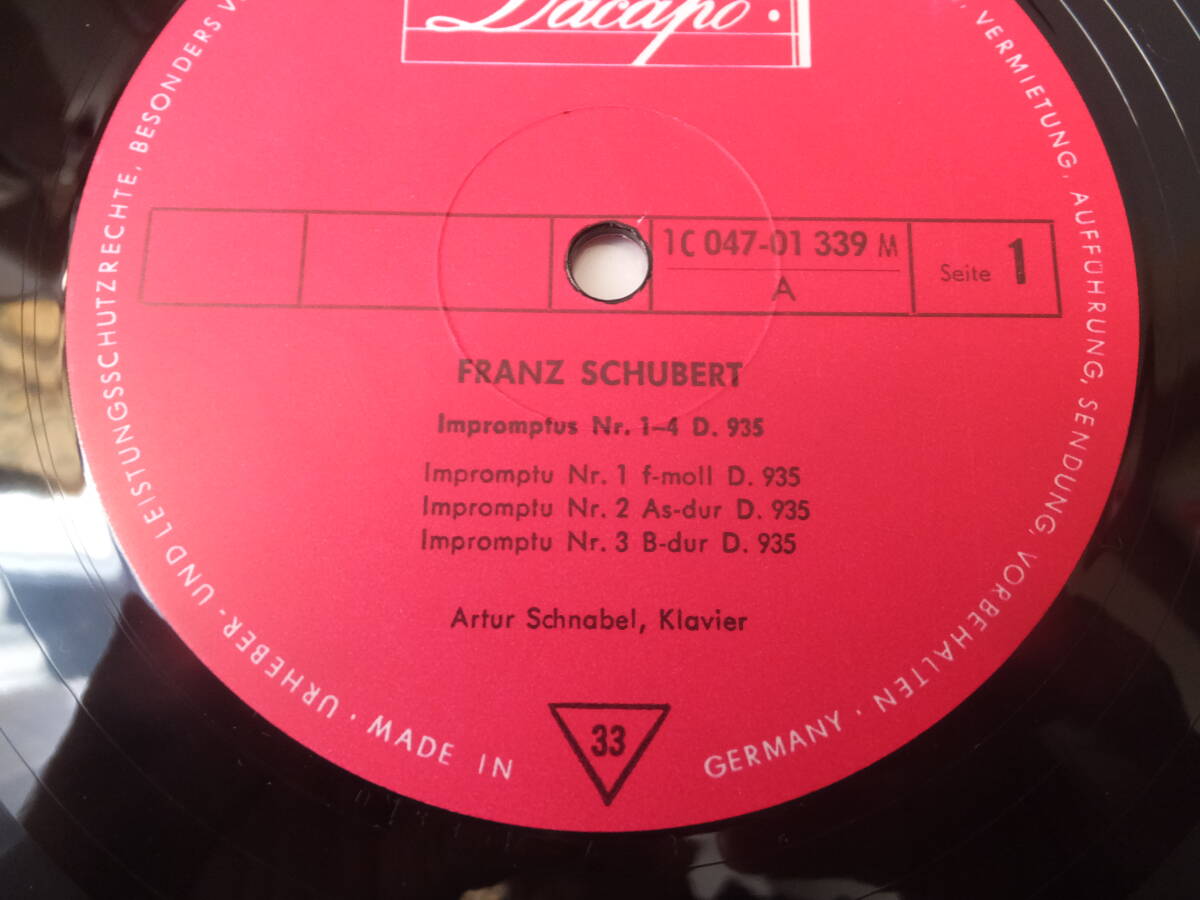 Dacapo
1C 047-01 339 M
A
Seite 1
FRANZ SCHUBERT
Impromptus Nr. 1–4 D. 935
Impromptu Nr. 1 f-moll D. 935
Impromptu Nr. 2 As-dur D. 935
Impromptu Nr. 3 B-dur D. 935
Artur Schnabel, Klavier
33
MADE IN GERMANY · URHEBER- UND LEISTUNGSSCHUTZRECHTE, BESONDERS
VERMIETUNG, AUFFÜHRUNG, SENDUNG, VORBEHALTEN ·